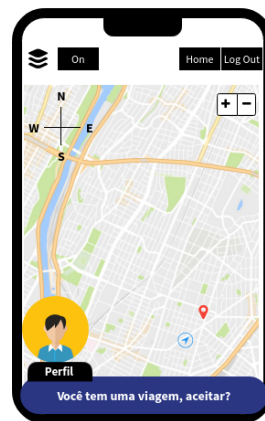 On
Home
Log Out
+
−
N
W
E
S
Perfil
Você tem uma viagem, aceitar?